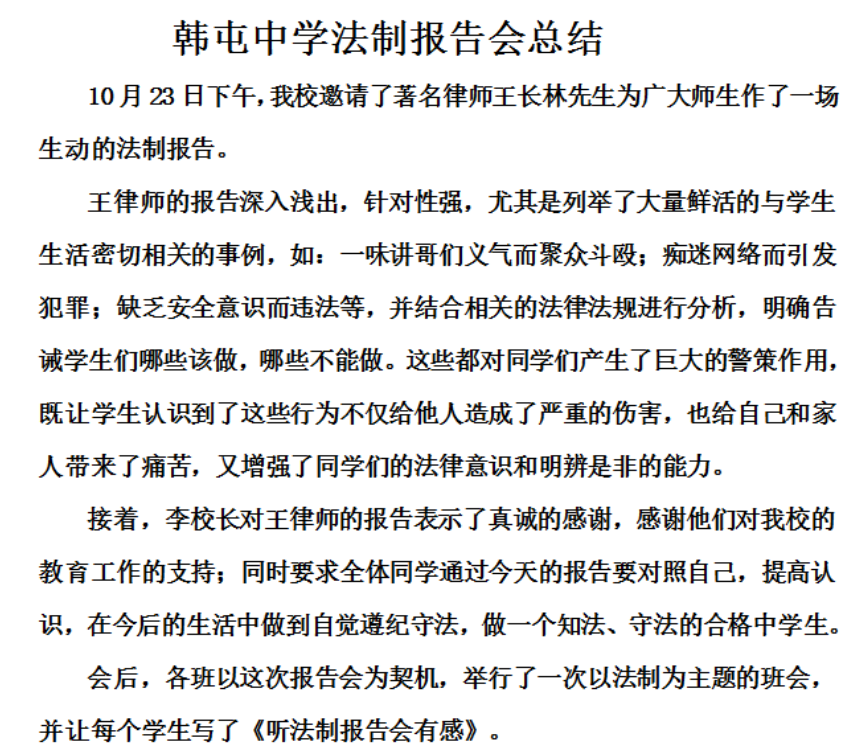 韩屯中学法制报告会总结
10月23日下午，我校邀请了著名律师王长林先生为广大师生作了一场
生动的法制报告。
王律师的报告深入浅出，针对性强，尤其是列举了大量鲜活的与学生
生活密切相关的事例，如：一味讲哥们义气而聚众斗殴；痴迷网络而引发
犯罪；缺乏安全意识而违法等，并结合相关的法律法规进行分析，明确告
诫学生们哪些该做，哪些不能做。这些都对同学们产生了巨大的警策作用，
既让学生认识到了这些行为不仅给他人造成了严重的伤害，也给自己和家
人带来了痛苦，又增强了同学们的法律意识和明辨是非的能力。
接着，李校长对王律师的报告表示了真诚的感谢，感谢他们对我校的
教育工作的支持；同时要求全体同学通过今天的报告要对照自己，提高认
识，在今后的生活中做到自觉遵纪守法，做一个知法、守法的合格中学生。
会后，各班以这次报告会为契机，举行了一次以法制为主题的班会，
并让每个学生写了《听法制报告会有感》。